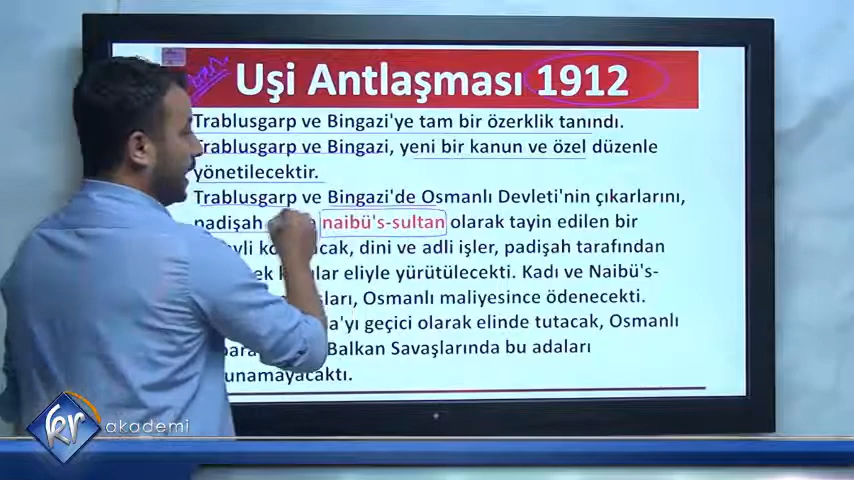 Uşi Antlaşması 1912
Trablusgarp ve Bingazi'ye tam bir özerklik tanındı.
Trablusgarp ve Bingazi, yeni bir kanun ve özel düzenle
yönetilecektir.
Trablusgarp ve Bingazi'de Osmanlı Devleti'nin çıkarlarını,
padişah naibü's-sultan olarak tayin edilen bir
dini ve adli işler, padişah tarafından
eliyle yürütülecekti. Kadı ve Naibü's-
Osmanlı maliyesince ödenecekti.
geçici olarak elinde tutacak, Osmanlı
Balkan Savaşlarında bu adaları
kr akademi